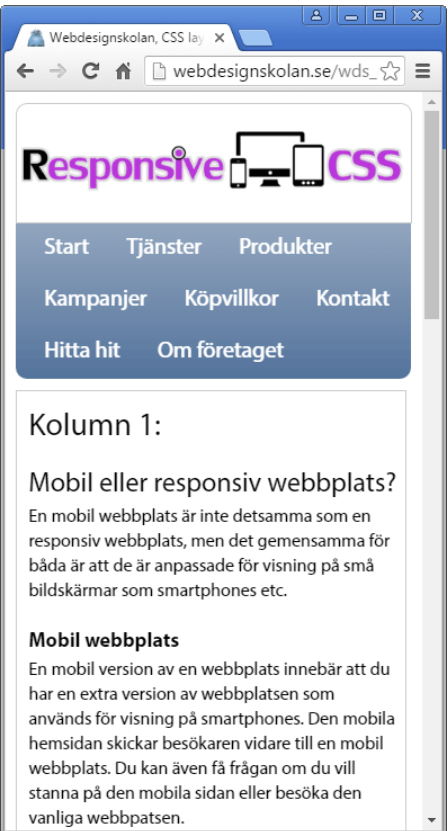 Webdesignskolan, CSS lay
webdesignskolan.se/wds_
Responsive CSS
Start Tjänster Produkter
Kampanjer Köpvillkor Kontakt
Hitta hit Om företaget
Kolumn 1:
Mobil eller responsiv webbplats?
En mobil webbplats är inte detsamma som en
responsiv webbplats, men det gemensamma för
båda är att de är anpassade för visning på små
bildskärmar som smartphones etc.
Mobil webbplats
En mobil version av en webbplats innebär att du
har en extra version av webbplatsen som
används för visning på smartphones. Den mobila
hemsidan skickar besökaren vidare till en mobil
webbplats. Du kan även få frågan om du vill
stanna på den mobila sidan eller besöka den
vanliga webbpatsen.